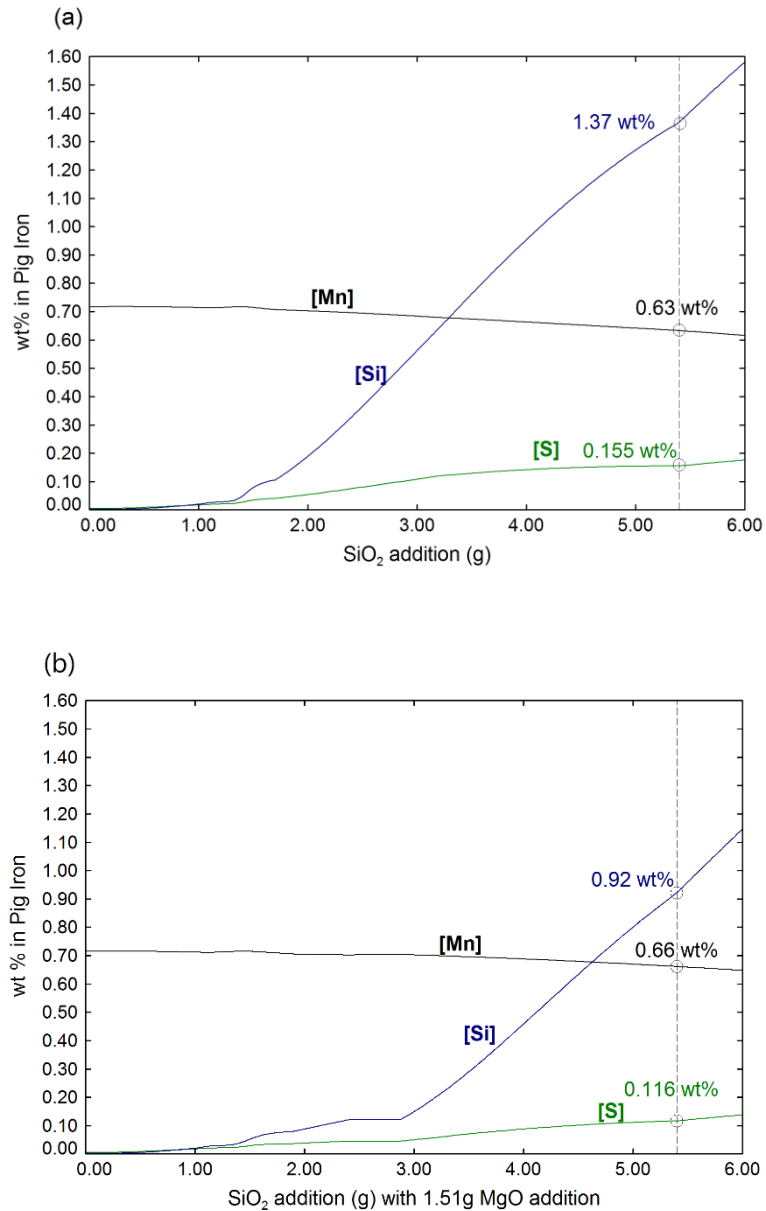 (a)
1.60
1.50
1.40
1.30
1.20
1.10
1.00
0.90
0.80
0.70
0.60
0.50
0.40
0.30
0.20
0.10
0.00
wt% in Pig Iron
1.37 wt%
[Mn]
0.63 wt%
[Si]
[S]
0.155 wt%
0.00 1.00 2.00 3.00 4.00 5.00 6.00
SiO₂ addition (g)
(b)
1.60
1.50
1.40
1.30
1.20
1.10
1.00
0.90
0.80
0.70
0.60
0.50
0.40
0.30
0.20
0.10
0.00
wt % in Pig Iron
0.92 wt%
[Mn]
0.66 wt%
[Si]
0.116 wt%
[S]
0.00 1.00 2.00 3.00 4.00 5.00 6.00
SiO₂ addition (g) with 1.51g MgO addition